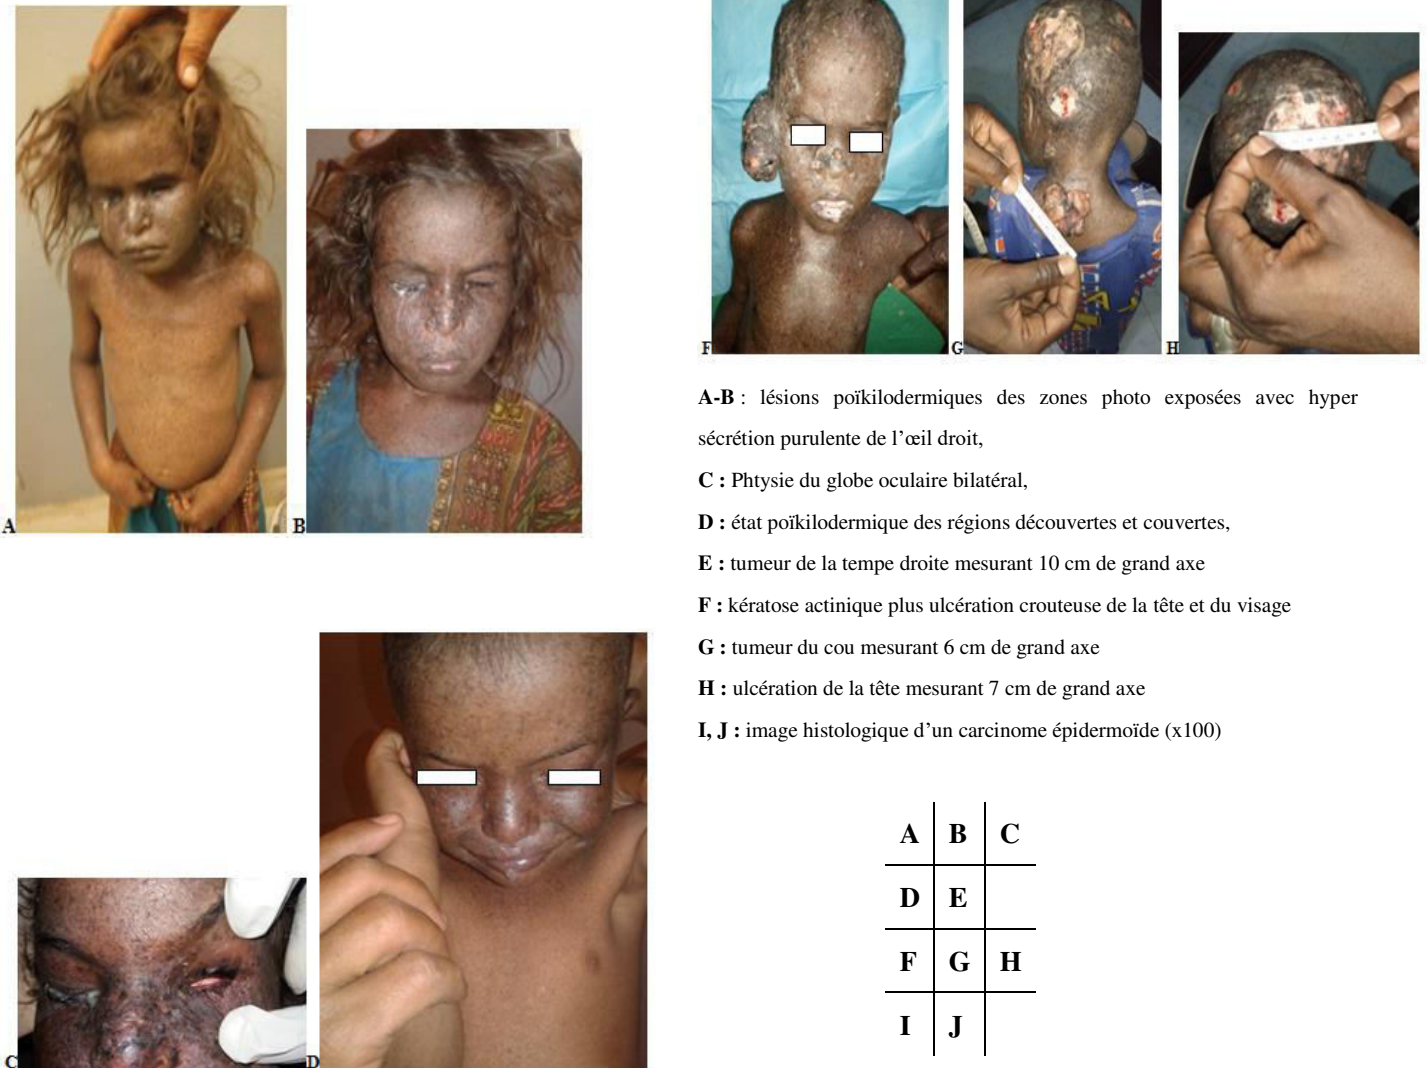 A
B
F
G
H
A-B : lésions poïkilodermiques des zones photo exposées avec hyper
sécrétion purulente de l’œil droit,
C : Phtysie du globe oculaire bilatéral,
D : état poïkilodermique des régions découvertes et couvertes,
E : tumeur de la tempe droite mesurant 10 cm de grand axe
F : kératose actinique plus ulcération crouteuse de la tête et du visage
G : tumeur du cou mesurant 6 cm de grand axe
H : ulcération de la tête mesurant 7 cm de grand axe
I, J : image histologique d’un carcinome épidermoïde (x100)
C
D
A B C
D E
F G H
I J